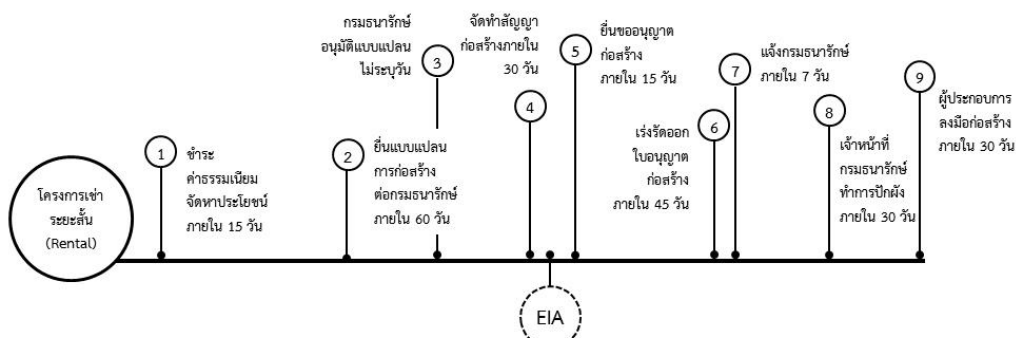 โครงการเช่า
ระยะสั้น
(Rental)
1
ชำระ
ค่าธรรมเนียม
จัดหาประโยชน์
ภายใน 15 วัน
2
ยื่นแบบแปลน
การก่อสร้าง
ต่อกรมธนารักษ์
ภายใน 60 วัน
กรมธนารักษ์
อนุมัติแบบแปลน
ไม่ระบุวัน
3
จัดทำสัญญา
ก่อสร้างภายใน
30 วัน
4
EIA
5
ยื่นขออนุญาต
ก่อสร้าง
ภายใน 15 วัน
เร่งรัดออก
ใบอนุญาต
ก่อสร้าง
ภายใน 45 วัน
6
7
แจ้งกรมธนารักษ์
ภายใน 7 วัน
8
เจ้าหน้าที่
กรมธนารักษ์
ทำการปักผัง
ภายใน 30 วัน
9
ผู้ประกอบการ
ลงมือก่อสร้าง
ภายใน 30 วัน